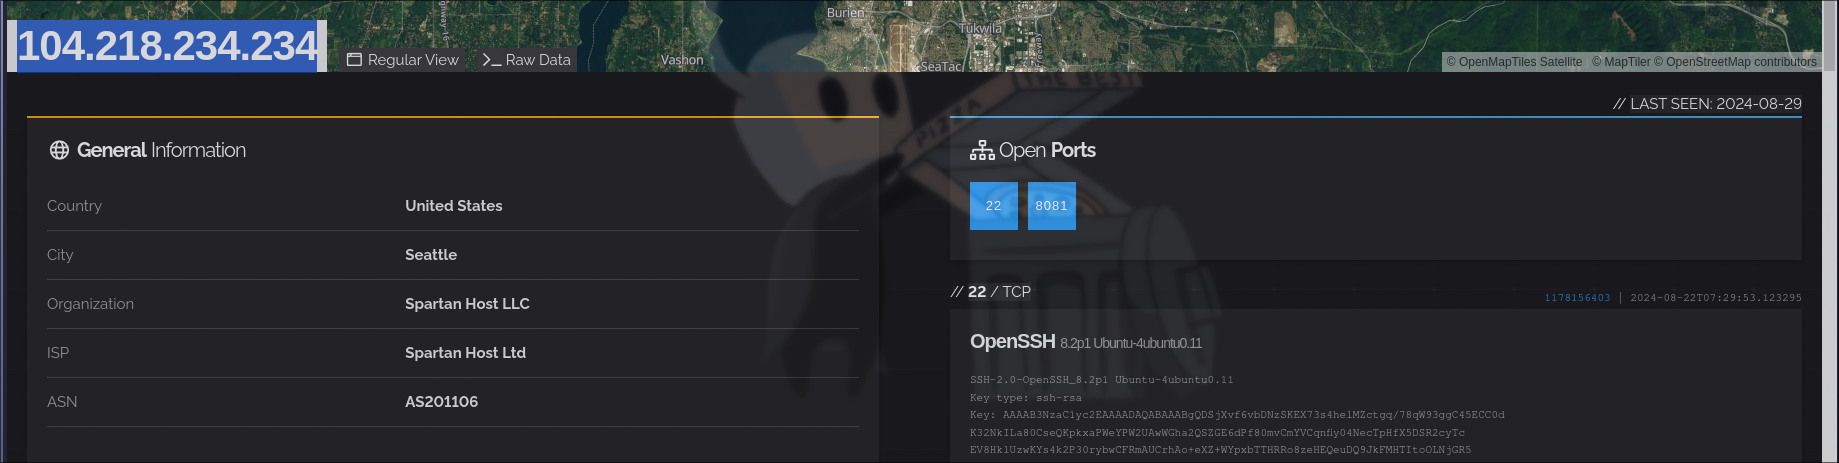 Burien
Tukwila
104.218.234.234
Regular View
Raw Data
Vashon
SeaTac
© OpenMapTiles Satellite © MapTiler © OpenStreetMap contributors
THE BEST
PIZZA
// LAST SEEN: 2024-08-29
General Information
Country United States
City Seattle
Organization Spartan Host LLC
ISP Spartan Host Ltd
ASN AS201106
Open Ports
22 8081
// 22 / TCP
1178156403 | 2024-08-22T07:29:53.123295
OpenSSH 8.2p1 Ubuntu-4ubuntu0.11
SSH-2.0-OpenSSH_8.2p1 Ubuntu-4ubuntu0.11
Key type: ssh-rsa
Key: AAAAB3NzaC1yc2EAAAADAQABAAABgQDSjXvf6vbDNzSKEX73s4he1MZctgq/78qW93ggC45ECC0d
K32NkILa80CseQKpkxaPWeYPW2UAwWGha2QSZGE6dPf80mvCmYVCqnfiy04NecTpHfX5DSR2cyTc
EV8Hk1UzwKYs4k2P30rybwCFRmAUCrhAo+eXZ+WYpxbTTHRRo8zeHEQeuDQ9JkFMHTItoOLNjGR5